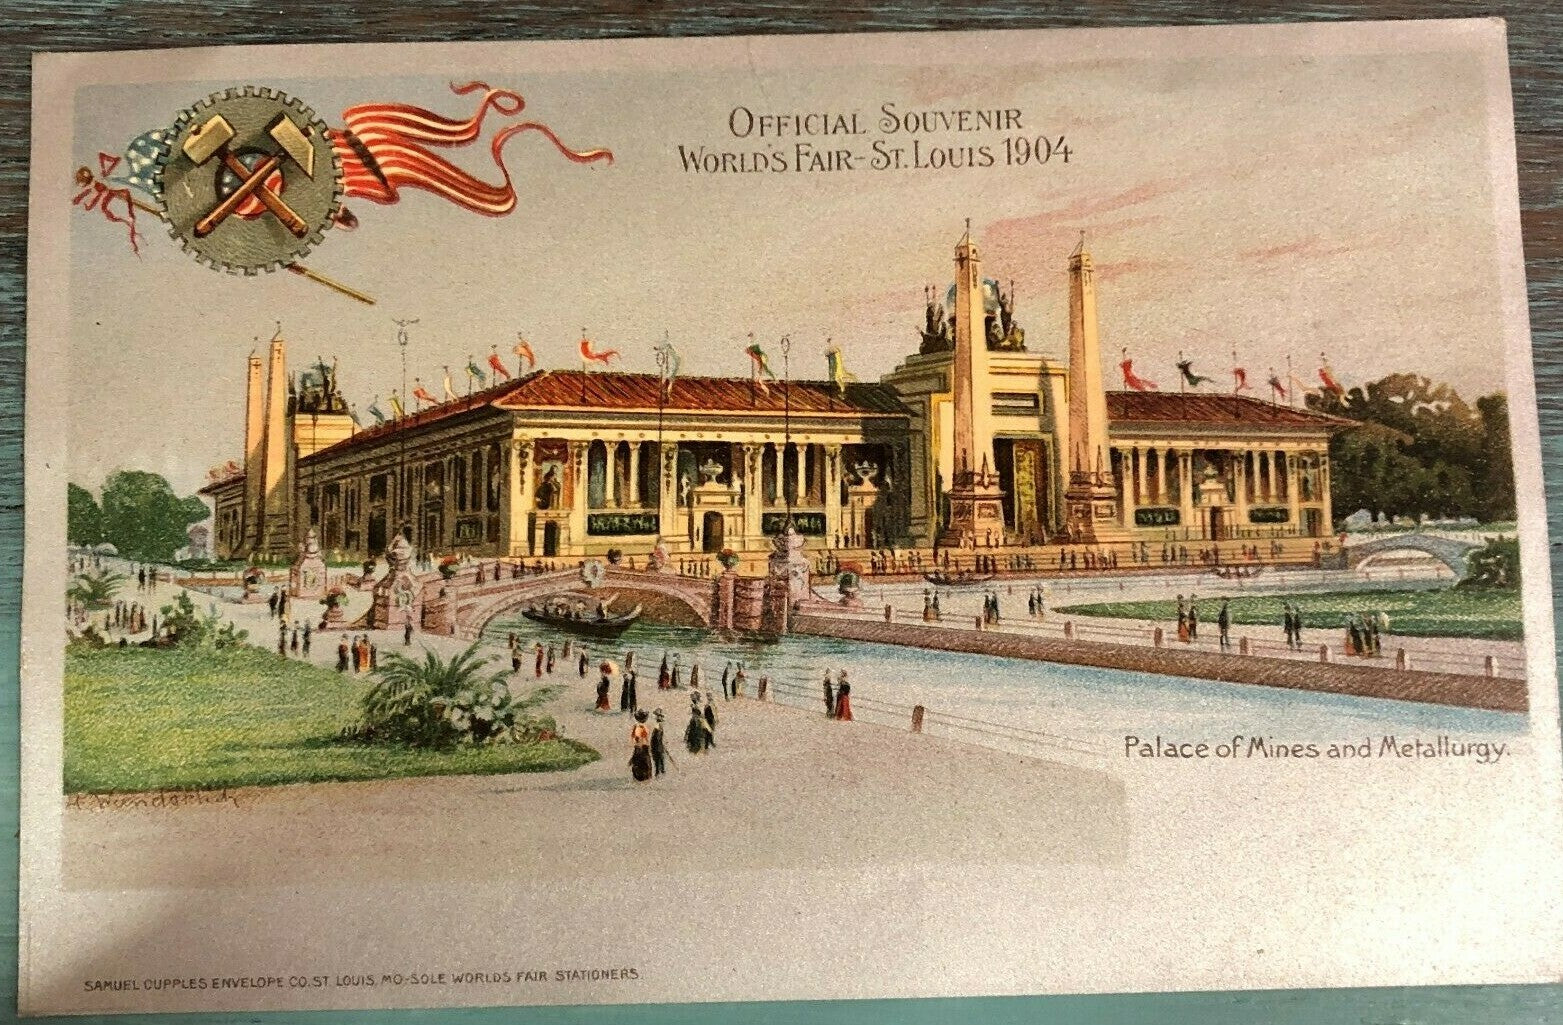 OFFICIAL SOUVENIR
WORLD'S FAIR-ST. LOUIS 1904
Palace of Mines and Metallurgy.
H. Wunderlich
SAMUEL CUPPLES ENVELOPE CO. ST. LOUIS, MO-SOLE WORLDS FAIR STATIONERS.